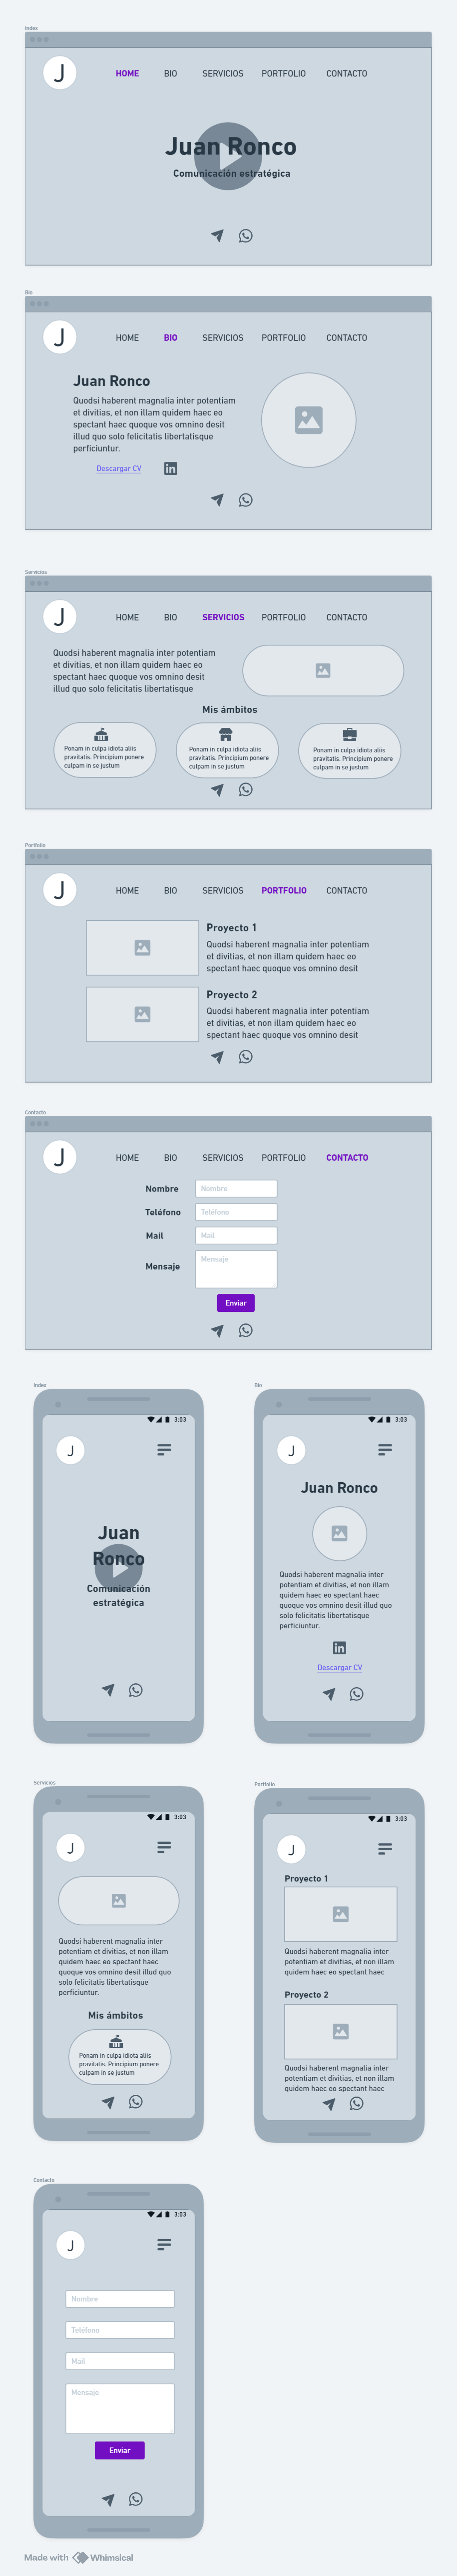 Index
J HOME BIO SERVICIOS PORTFOLIO CONTACTO
Juan Ronco
Comunicación estratégica
Bio
J HOME BIO SERVICIOS PORTFOLIO CONTACTO
Juan Ronco
Quodsi haberent magnalia inter potentiam
et divitias, et non illam quidem haec eo
spectant haec quoque vos omnino desint
illud quo solo felicitatis libertatisque
perficiuntur.
Descargar CV in
Servicios
J HOME BIO SERVICIOS PORTFOLIO CONTACTO
Quodsi haberent magnalia inter potentiam
et divitias, et non illam quidem haec eo
spectant haec quoque vos omnino desint
illud quo solo felicitatis libertatisque
Mis ámbitos
Ponam in culpa idiota aliis
pravitatis. Principium ponere
culpam in se justum
Ponam in culpa idiota aliis
pravitatis. Principium ponere
culpam in se justum
Ponam in culpa idiota aliis
pravitatis. Principium ponere
culpam in se justum
Portfolio
J HOME BIO SERVICIOS PORTFOLIO CONTACTO
Proyecto 1
Quodsi haberent magnalia inter potentiam
et divitias, et non illam quidem haec eo
spectant haec quoque vos omnino desit
Proyecto 2
Quodsi haberent magnalia inter potentiam
et divitias, et non illam quidem haec eo
spectant haec quoque vos omnino desit
Contacto
J HOME BIO SERVICIOS PORTFOLIO CONTACTO
Nombre Nombre
Teléfono Teléfono
Mail Mail
Mensaje Mensaje
Enviar
Index
3:03
J
Juan
Ronco
Comunicación
estratégica
Bio
3:03
J
Juan Ronco
Quodsi haberent magnalia inter
potentiam et divitias, et non illam
quidem haec eo spectant haec
quoque vos omnino desint illud quo
solo felicitatis libertatisque
perficiuntur.
in
Descargar CV
Servicios
3:03
J
Quodsi haberent magnalia inter
potentiam et divitias, et non illam
quidem haec eo spectant haec
quoque vos omnino desint illud quo
solo felicitatis libertatisque
perficiuntur.
Mis ámbitos
Ponam in culpa idiota aliis
pravitatis. Principium ponere
culpam in se justum
Portfolio
3:03
J
Proyecto 1
Quodsi haberent magnalia inter
potentiam et divitias, et non illam
quidem haec eo spectant haec
Proyecto 2
Quodsi haberent magnalia inter
potentiam et divitias, et non illam
quidem haec eo spectant haec
Contacto
3:03
J
Nombre
Teléfono
Mail
Mensaje
Enviar
Made with Whimsical